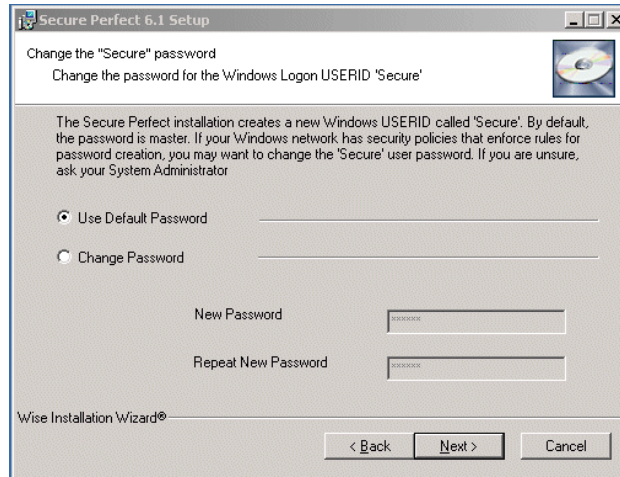 Secure Perfect 6.1 Setup
Change the "Secure" password
Change the password for the Windows Logon USERID 'Secure'
The Secure Perfect installation creates a new Windows USERID called 'Secure'. By default,
the password is master. If your Windows network has security policies that enforce rules for
password creation, you may want to change the 'Secure' user password. If you are unsure,
ask your System Administrator
Use Default Password
Change Password
New Password
xxxxxx
Repeat New Password
xxxxxx
Wise Installation Wizard®
< Back
Next >
Cancel